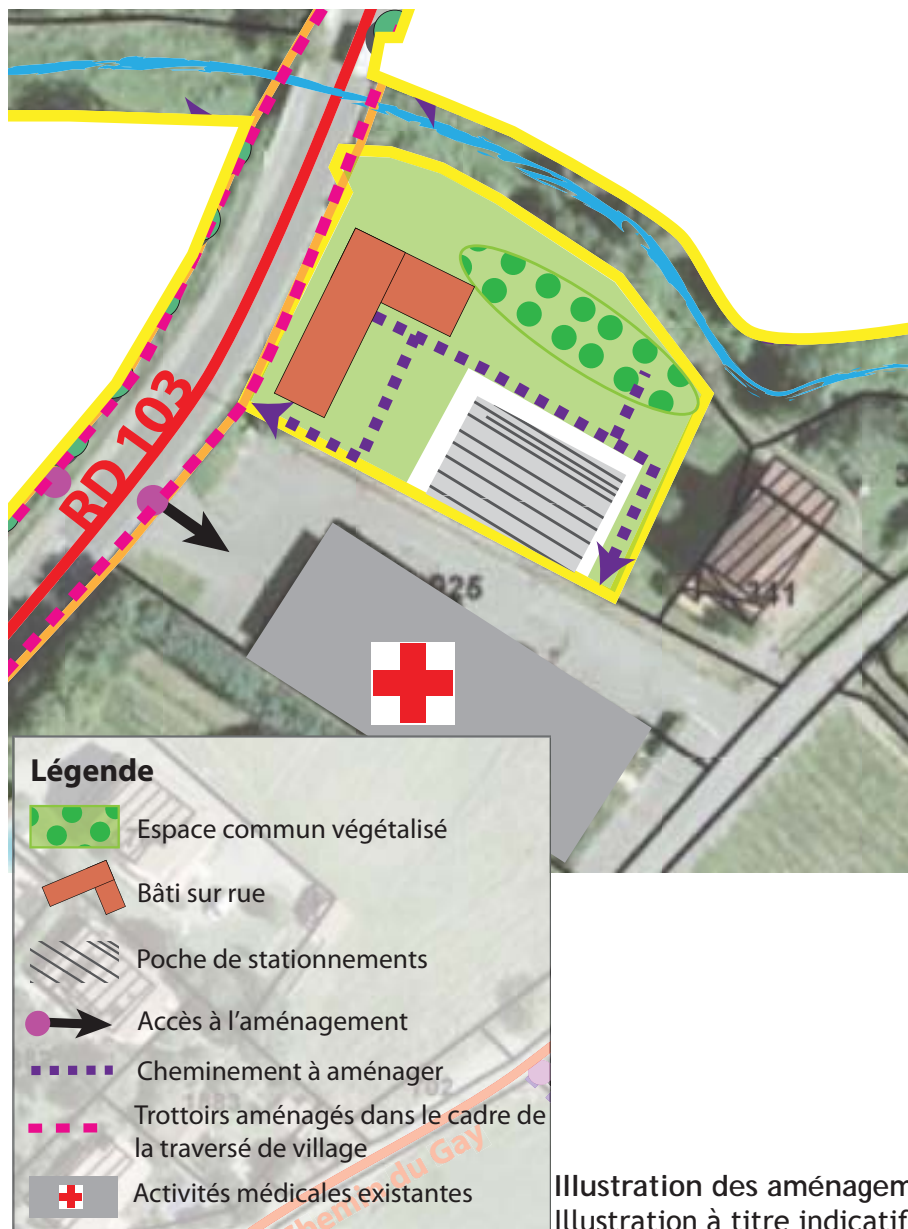 RD 103
925
341
Légende
Espace commun végétalisé
Bâti sur rue
Poche de stationnements
Accès à l'aménagement
Cheminement à aménager
Trottoirs aménagés dans le cadre de
la traversé de village
Activités médicales existantes
702
Chemin du Gay
Illustration des aménagem
Illustration à titre indicatif